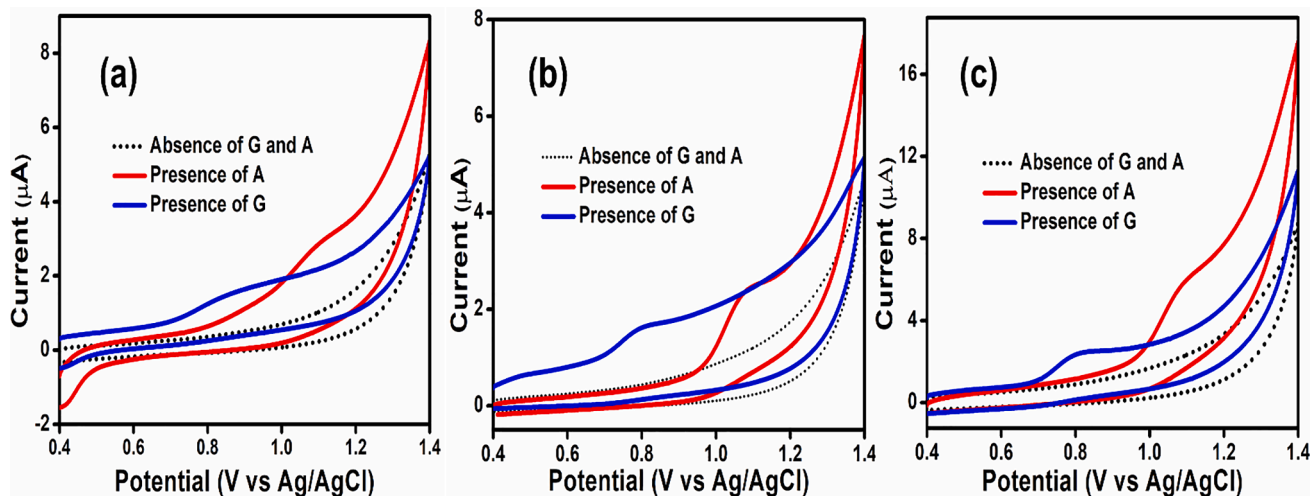 (a)
Absence of G and A
Presence of A
Presence of G
Current (μA)
8
6
4
2
0
-2
0.4
0.6
0.8
1.0
1.2
1.4
Potential (V vs Ag/AgCl)
(b)
Absence of G and A
Presence of A
Presence of G
Current (μA)
8
6
4
2
0
0.4
0.6
0.8
1.0
1.2
1.4
Potential (V vs Ag/AgCl)
(c)
Absence of G and A
Presence of A
Presence of G
Current (μA)
16
12
8
4
0
0.4
0.6
0.8
1.0
1.2
1.4
Potential (V vs Ag/AgCl)